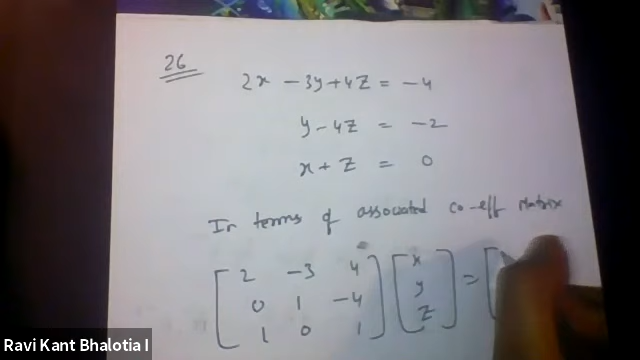 26
2x - 3y + 4z = -4
y - 4z = -2
x + z = 0
In terms of associated co-eff Matrix
[ 2 -3 4 ] [ x ] = [
0 1 -4 y
1 0 1 z
Ravi Kant Bhalotia I